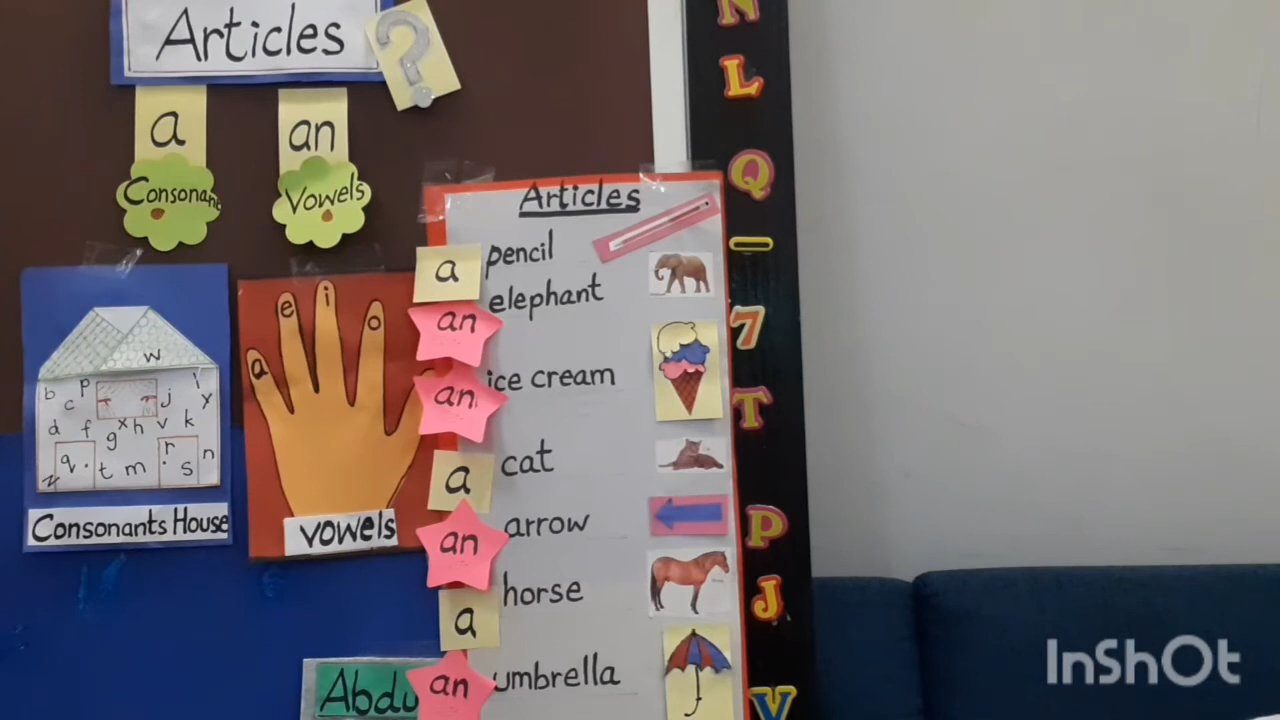 Articles ?
a
an
Consonant
Vowels
Articles
a pencil
an elephant
an ice cream
a cat
an arrow
a horse
an umbrella
a e i o
vowels
w
b p l
c j y
d f x h v k
g r n
q t m s
z
Consonants House
Abdu
N
L
Q
7
T
P
J
V
InShOt